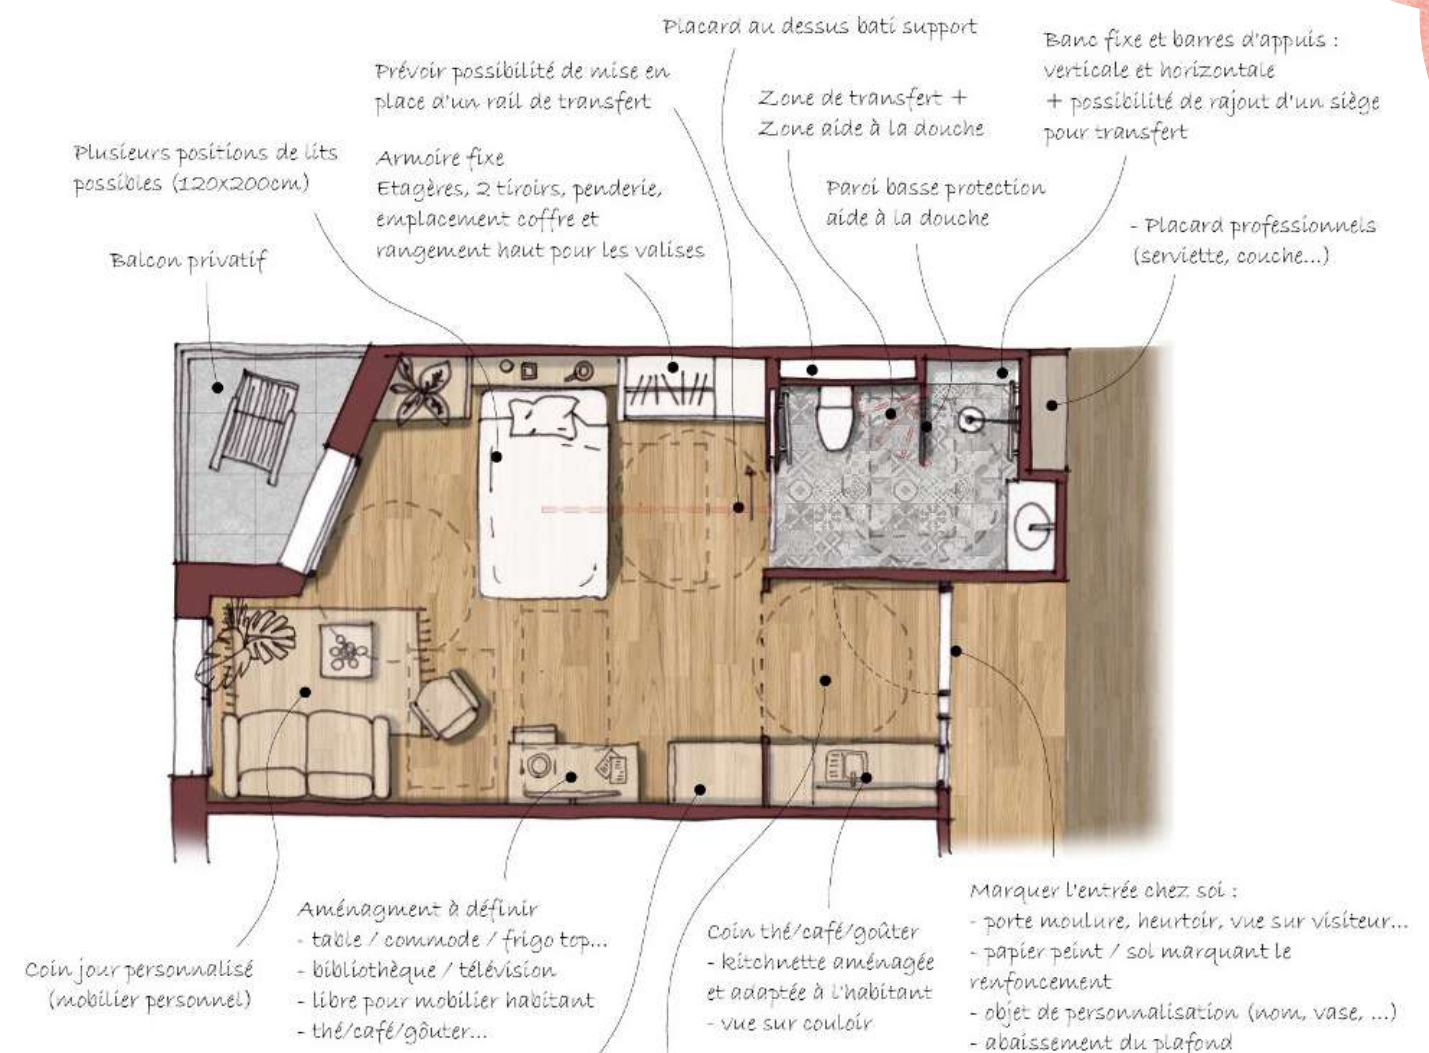 Placard au dessus bati support
Banc fixe et barres d'appuis :
verticale et horizontale
+ possibilité de rajout d'un siège
pour transfert
Prévoir possibilité de mise en
place d'un rail de transfert
Zone de transfert +
Zone aide à la douche
Plusieurs positions de lits
possibles (120x200cm)
Armoire fixe
Etagères, 2 tiroirs, penderie,
emplacement coffre et
rangement haut pour les valises
Paroi basse protection
aide à la douche
- Placard professionnels
(serviette, couche...)
Balcon privatif
Coin jour personnalisé
(mobilier personnel)
Aménagment à définir
- table / commode / frigo top...
- bibliothèque / télévision
- libre pour mobilier habitant
- thé/café/gôuter...
Coin thé/café/goûter
- kitchnette aménagée
et adaptée à l'habitant
- vue sur couloir
Marquer l'entrée chez soi :
- porte moulure, heurtoir, vue sur visiteur...
- papier peint / sol marquant le
renfoncement
- objet de personnalisation (nom, vase, ...)
- abaissement du plafond